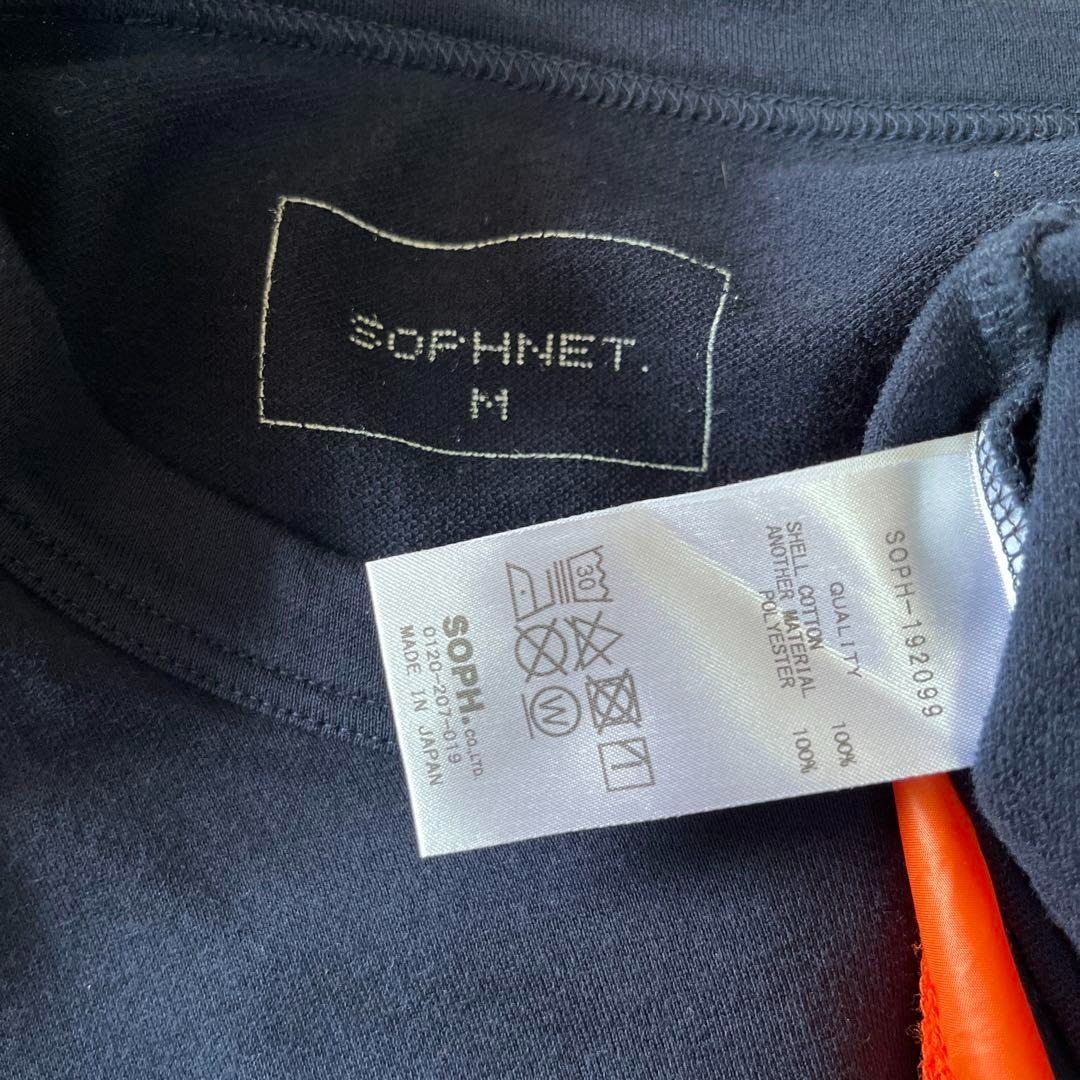 SOPHNET.
M
SOPH-192099
QUALITY
SHELL COTTON 100%
ANOTHER MATERIAL
POLYESTER 100%
30
W
SOPH.CO.,LTD.
0120-207-019
MADE IN JAPAN